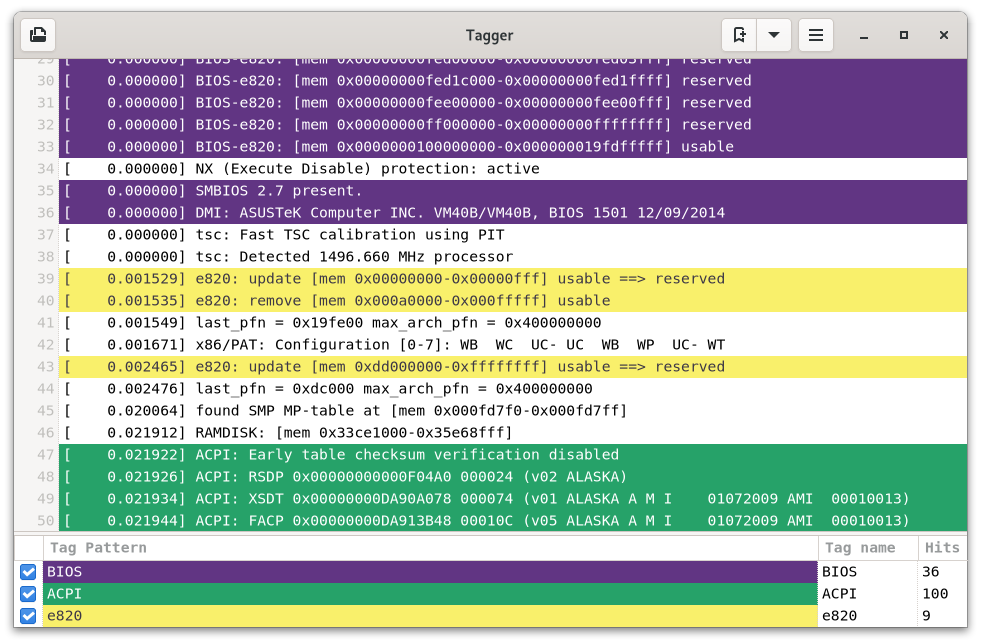 Tagger
29 [    0.000000] BIOS-e820: [mem 0x00000000fed00000-0x00000000fed03fff] reserved
30 [    0.000000] BIOS-e820: [mem 0x00000000fed1c000-0x00000000fed1ffff] reserved
31 [    0.000000] BIOS-e820: [mem 0x00000000fee00000-0x00000000fee00fff] reserved
32 [    0.000000] BIOS-e820: [mem 0x00000000ff000000-0x00000000ffffffff] reserved
33 [    0.000000] BIOS-e820: [mem 0x0000000100000000-0x000000019fdfffff] usable
34 [    0.000000] NX (Execute Disable) protection: active
35 [    0.000000] SMBIOS 2.7 present.
36 [    0.000000] DMI: ASUSTeK Computer INC. VM40B/VM40B, BIOS 1501 12/09/2014
37 [    0.000000] tsc: Fast TSC calibration using PIT
38 [    0.000000] tsc: Detected 1496.660 MHz processor
39 [    0.001529] e820: update [mem 0x00000000-0x00000fff] usable ==> reserved
40 [    0.001535] e820: remove [mem 0x000a0000-0x000fffff] usable
41 [    0.001549] last_pfn = 0x19fe00 max_arch_pfn = 0x400000000
42 [    0.001671] x86/PAT: Configuration [0-7]: WB  WC  UC- UC  WB  WP  UC- WT
43 [    0.002465] e820: update [mem 0xdd000000-0xffffffff] usable ==> reserved
44 [    0.002476] last_pfn = 0xdc000 max_arch_pfn = 0x400000000
45 [    0.020064] found SMP MP-table at [mem 0x000fd7f0-0x000fd7ff]
46 [    0.021912] RAMDISK: [mem 0x33ce1000-0x35e68fff]
47 [    0.021922] ACPI: Early table checksum verification disabled
48 [    0.021926] ACPI: RSDP 0x00000000000F04A0 000024 (v02 ALASKA)
49 [    0.021934] ACPI: XSDT 0x00000000DA90A078 000074 (v01 ALASKA A M I    01072009 AMI  00010013)
50 [    0.021944] ACPI: FACP 0x00000000DA913B48 00010C (v05 ALASKA A M I    01072009 AMI  00010013)
Tag Pattern Tag name Hits
BIOS BIOS 36
ACPI ACPI 100
e820 e820 9